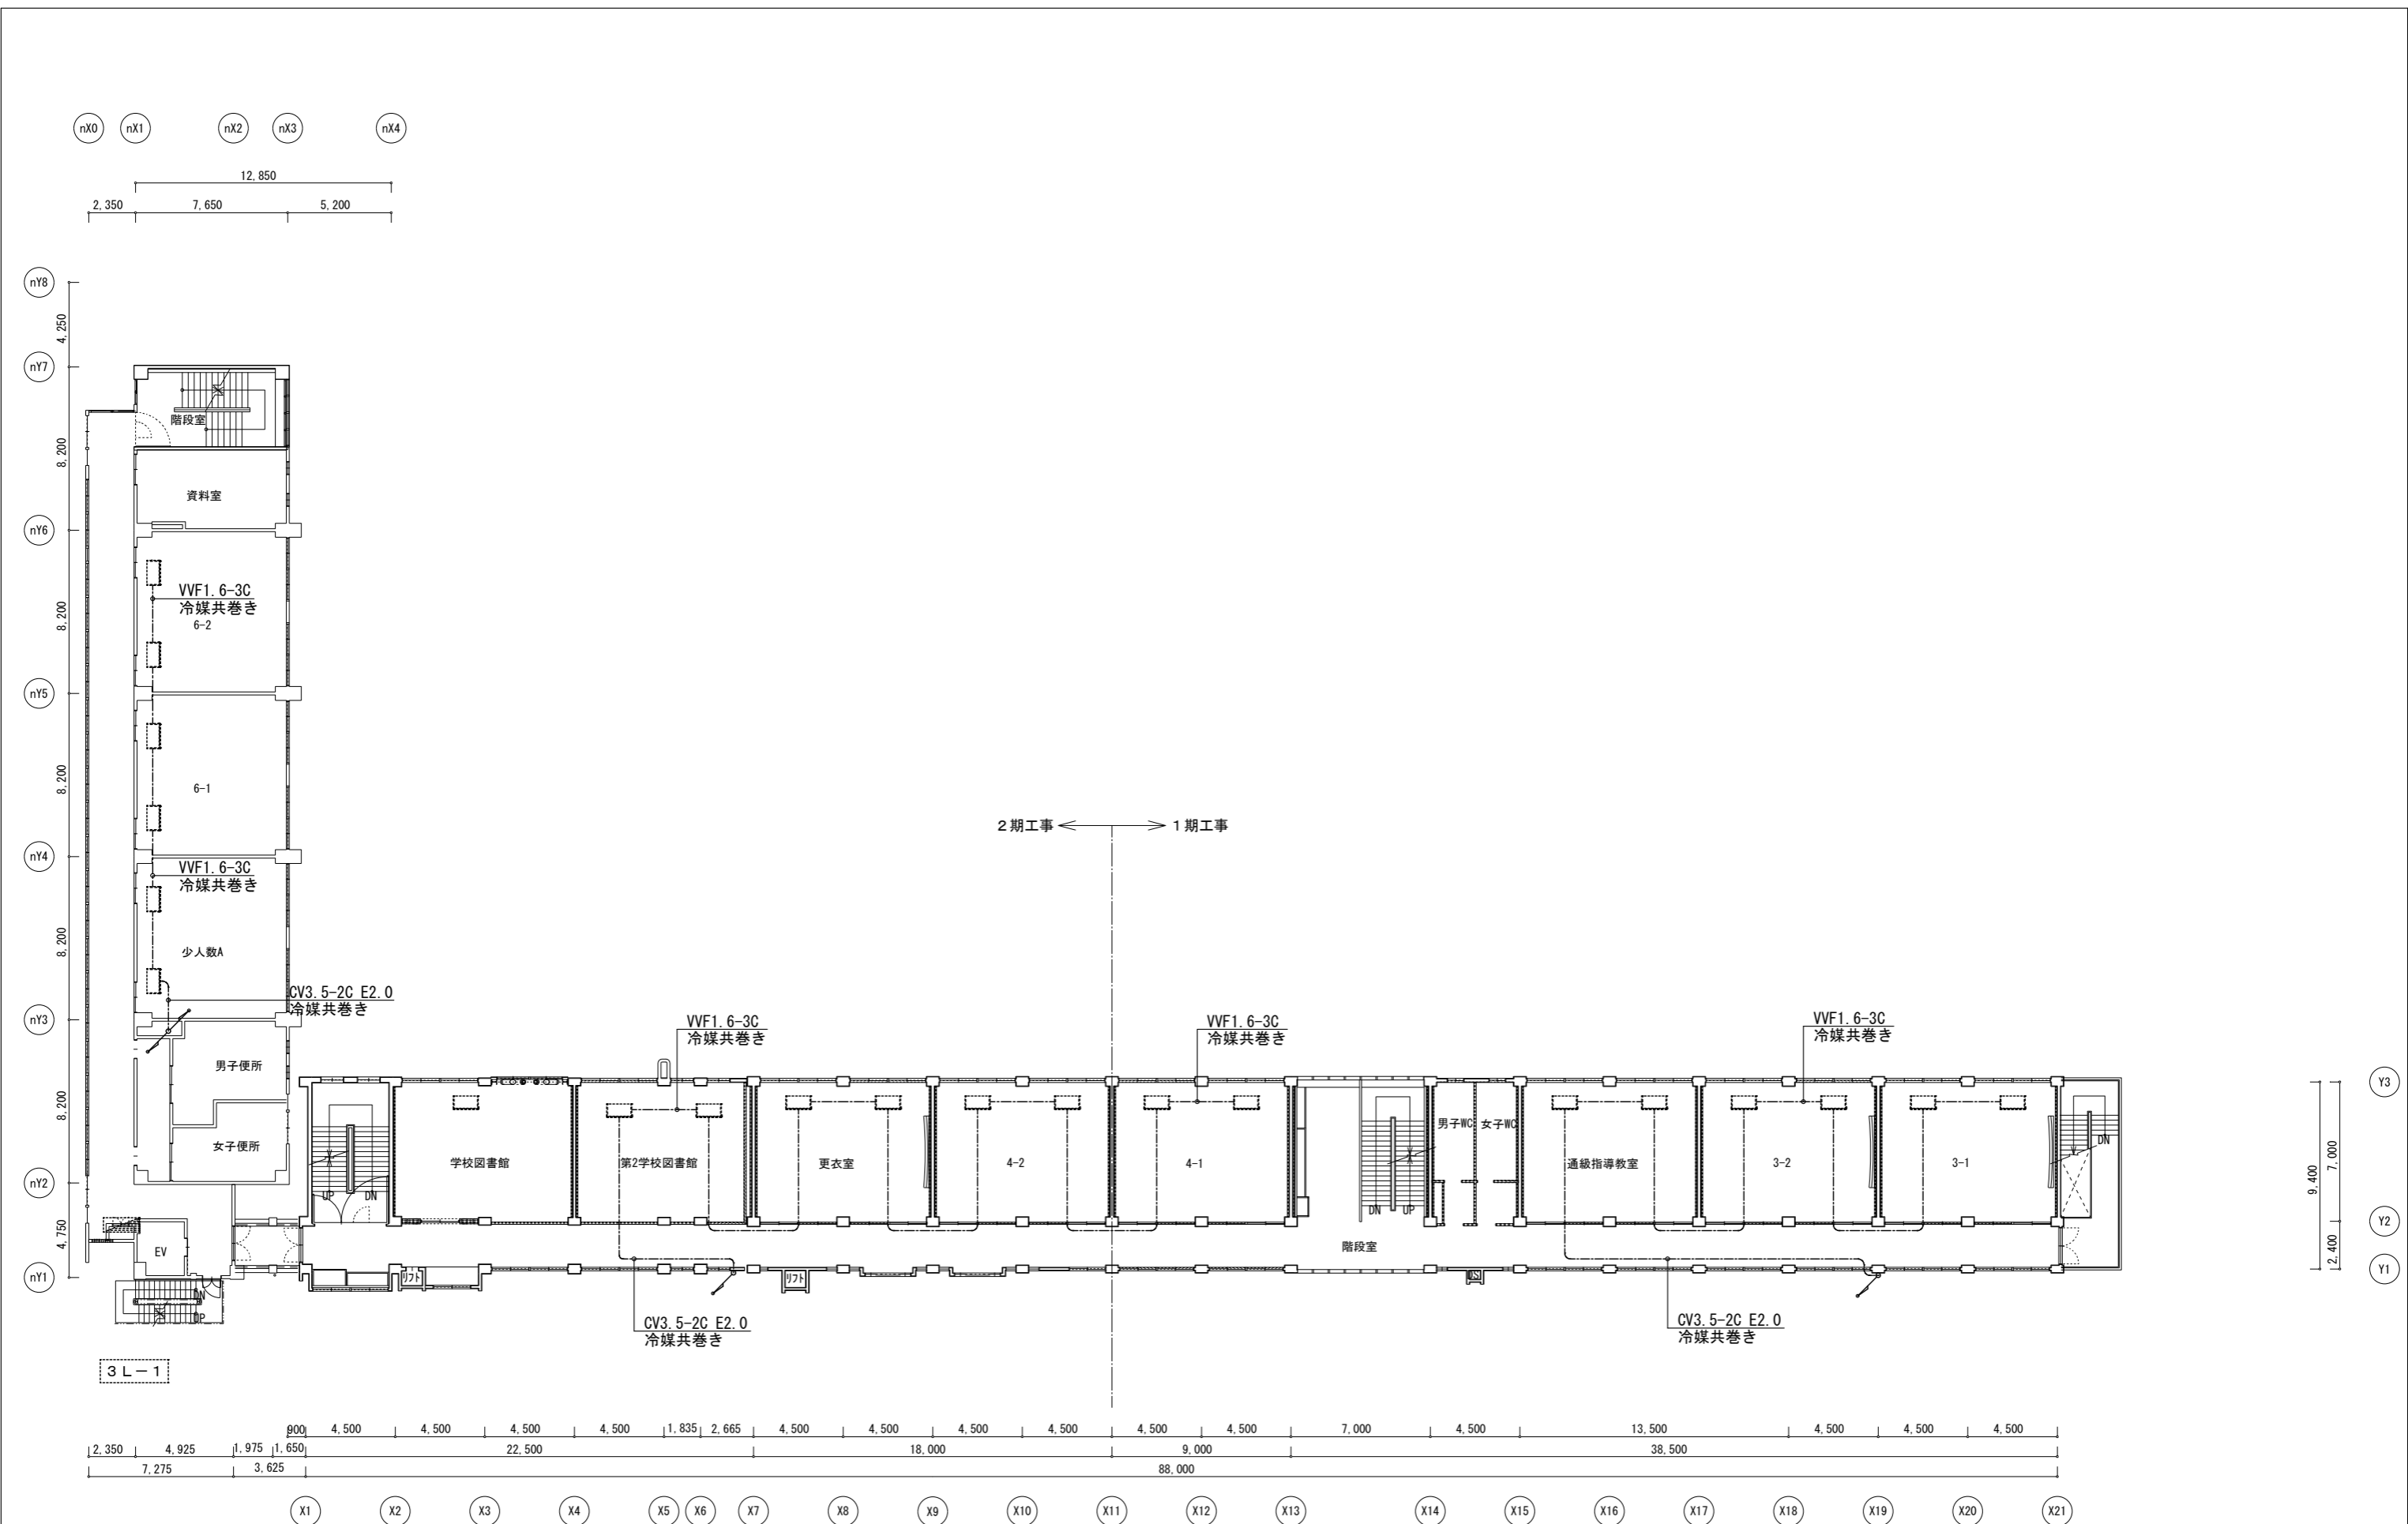 nX0 nX1 nX2 nX3 nX4
12,850
2,350 7,650 5,200
nY8
4,250
nY7
階段室
8,200
資料室
nY6
VVF1.6-3C
冷媒共巻き
6-2
8,200
nY5
8,200
6-1
2期工事 1期工事
nY4
VVF1.6-3C
冷媒共巻き
8,200
少人数A
CV3.5-2C E2.0
冷媒共巻き
nY3
VVF1.6-3C
冷媒共巻き
VVF1.6-3C
冷媒共巻き
VVF1.6-3C
冷媒共巻き
男子便所
8,200
Y3
女子便所
男子WC 女子WC
DN
学校図書館 第2学校図書館 更衣室 4-2 4-1 通級指導教室 3-2 3-1
9,400 7,000
nY2
UP DN
DN UP
Y2
4,750
EV
階段室
2,400
nY1
リフト
リフト
DS
Y1
DN
UP
CV3.5-2C E2.0
冷媒共巻き
CV3.5-2C E2.0
冷媒共巻き
3L-1
900 4,500 4,500 4,500 4,500 1,835 2,665 4,500 4,500 4,500 4,500 4,500 4,500 7,000 4,500 13,500 4,500 4,500 4,500
2,350 4,925 1,975 1,650 22,500 18,000 9,000 38,500
7,275 3,625 88,000
X1 X2 X3 X4 X5 X6 X7 X8 X9 X10 X11 X12 X13 X14 X15 X16 X17 X18 X19 X20 X21